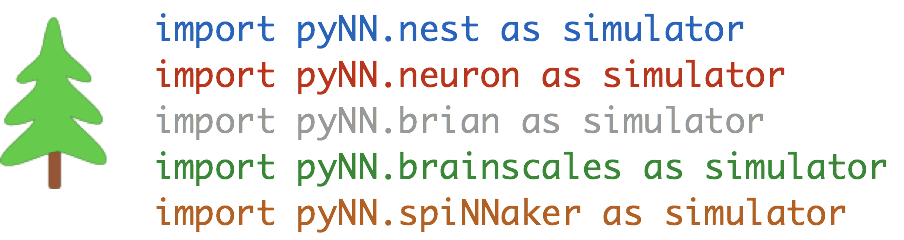 import pyNN.nest as simulator
import pyNN.neuron as simulator
import pyNN.brian as simulator
import pyNN.brainscales as simulator
import pyNN.spiNNaker as simulator